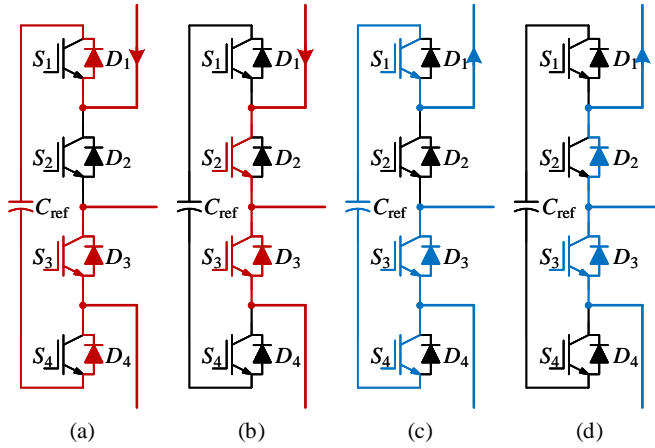 S1 D1 S1 D1 S1 D1 S1 D1
S2 D2 S2 D2 S2 D2 S2 D2
Cref Cref Cref Cref
S3 D3 S3 D3 S3 D3 S3 D3
S4 D4 S4 D4 S4 D4 S4 D4
(a) (b) (c) (d)